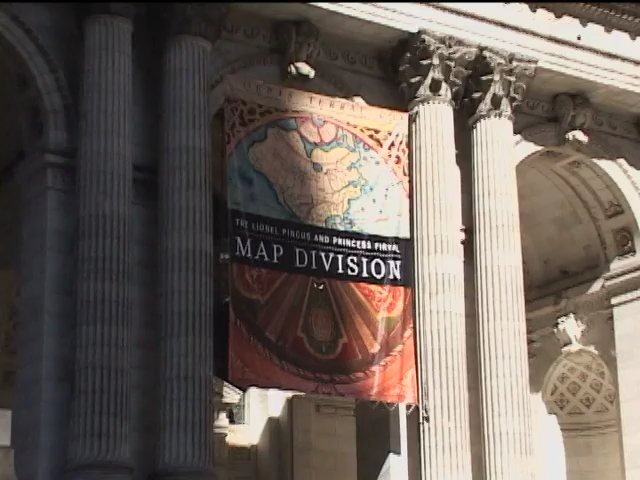 THE LIONEL PINCUS AND PRINCESS FIRYAL
MAP DIVISION